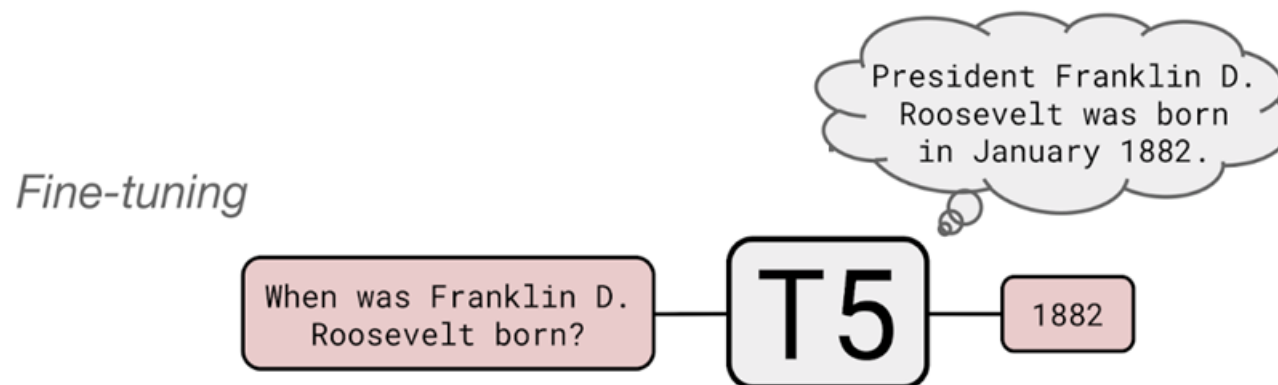 President Franklin D.
Roosevelt was born
in January 1882.
Fine-tuning
When was Franklin D.
Roosevelt born?
T5
1882